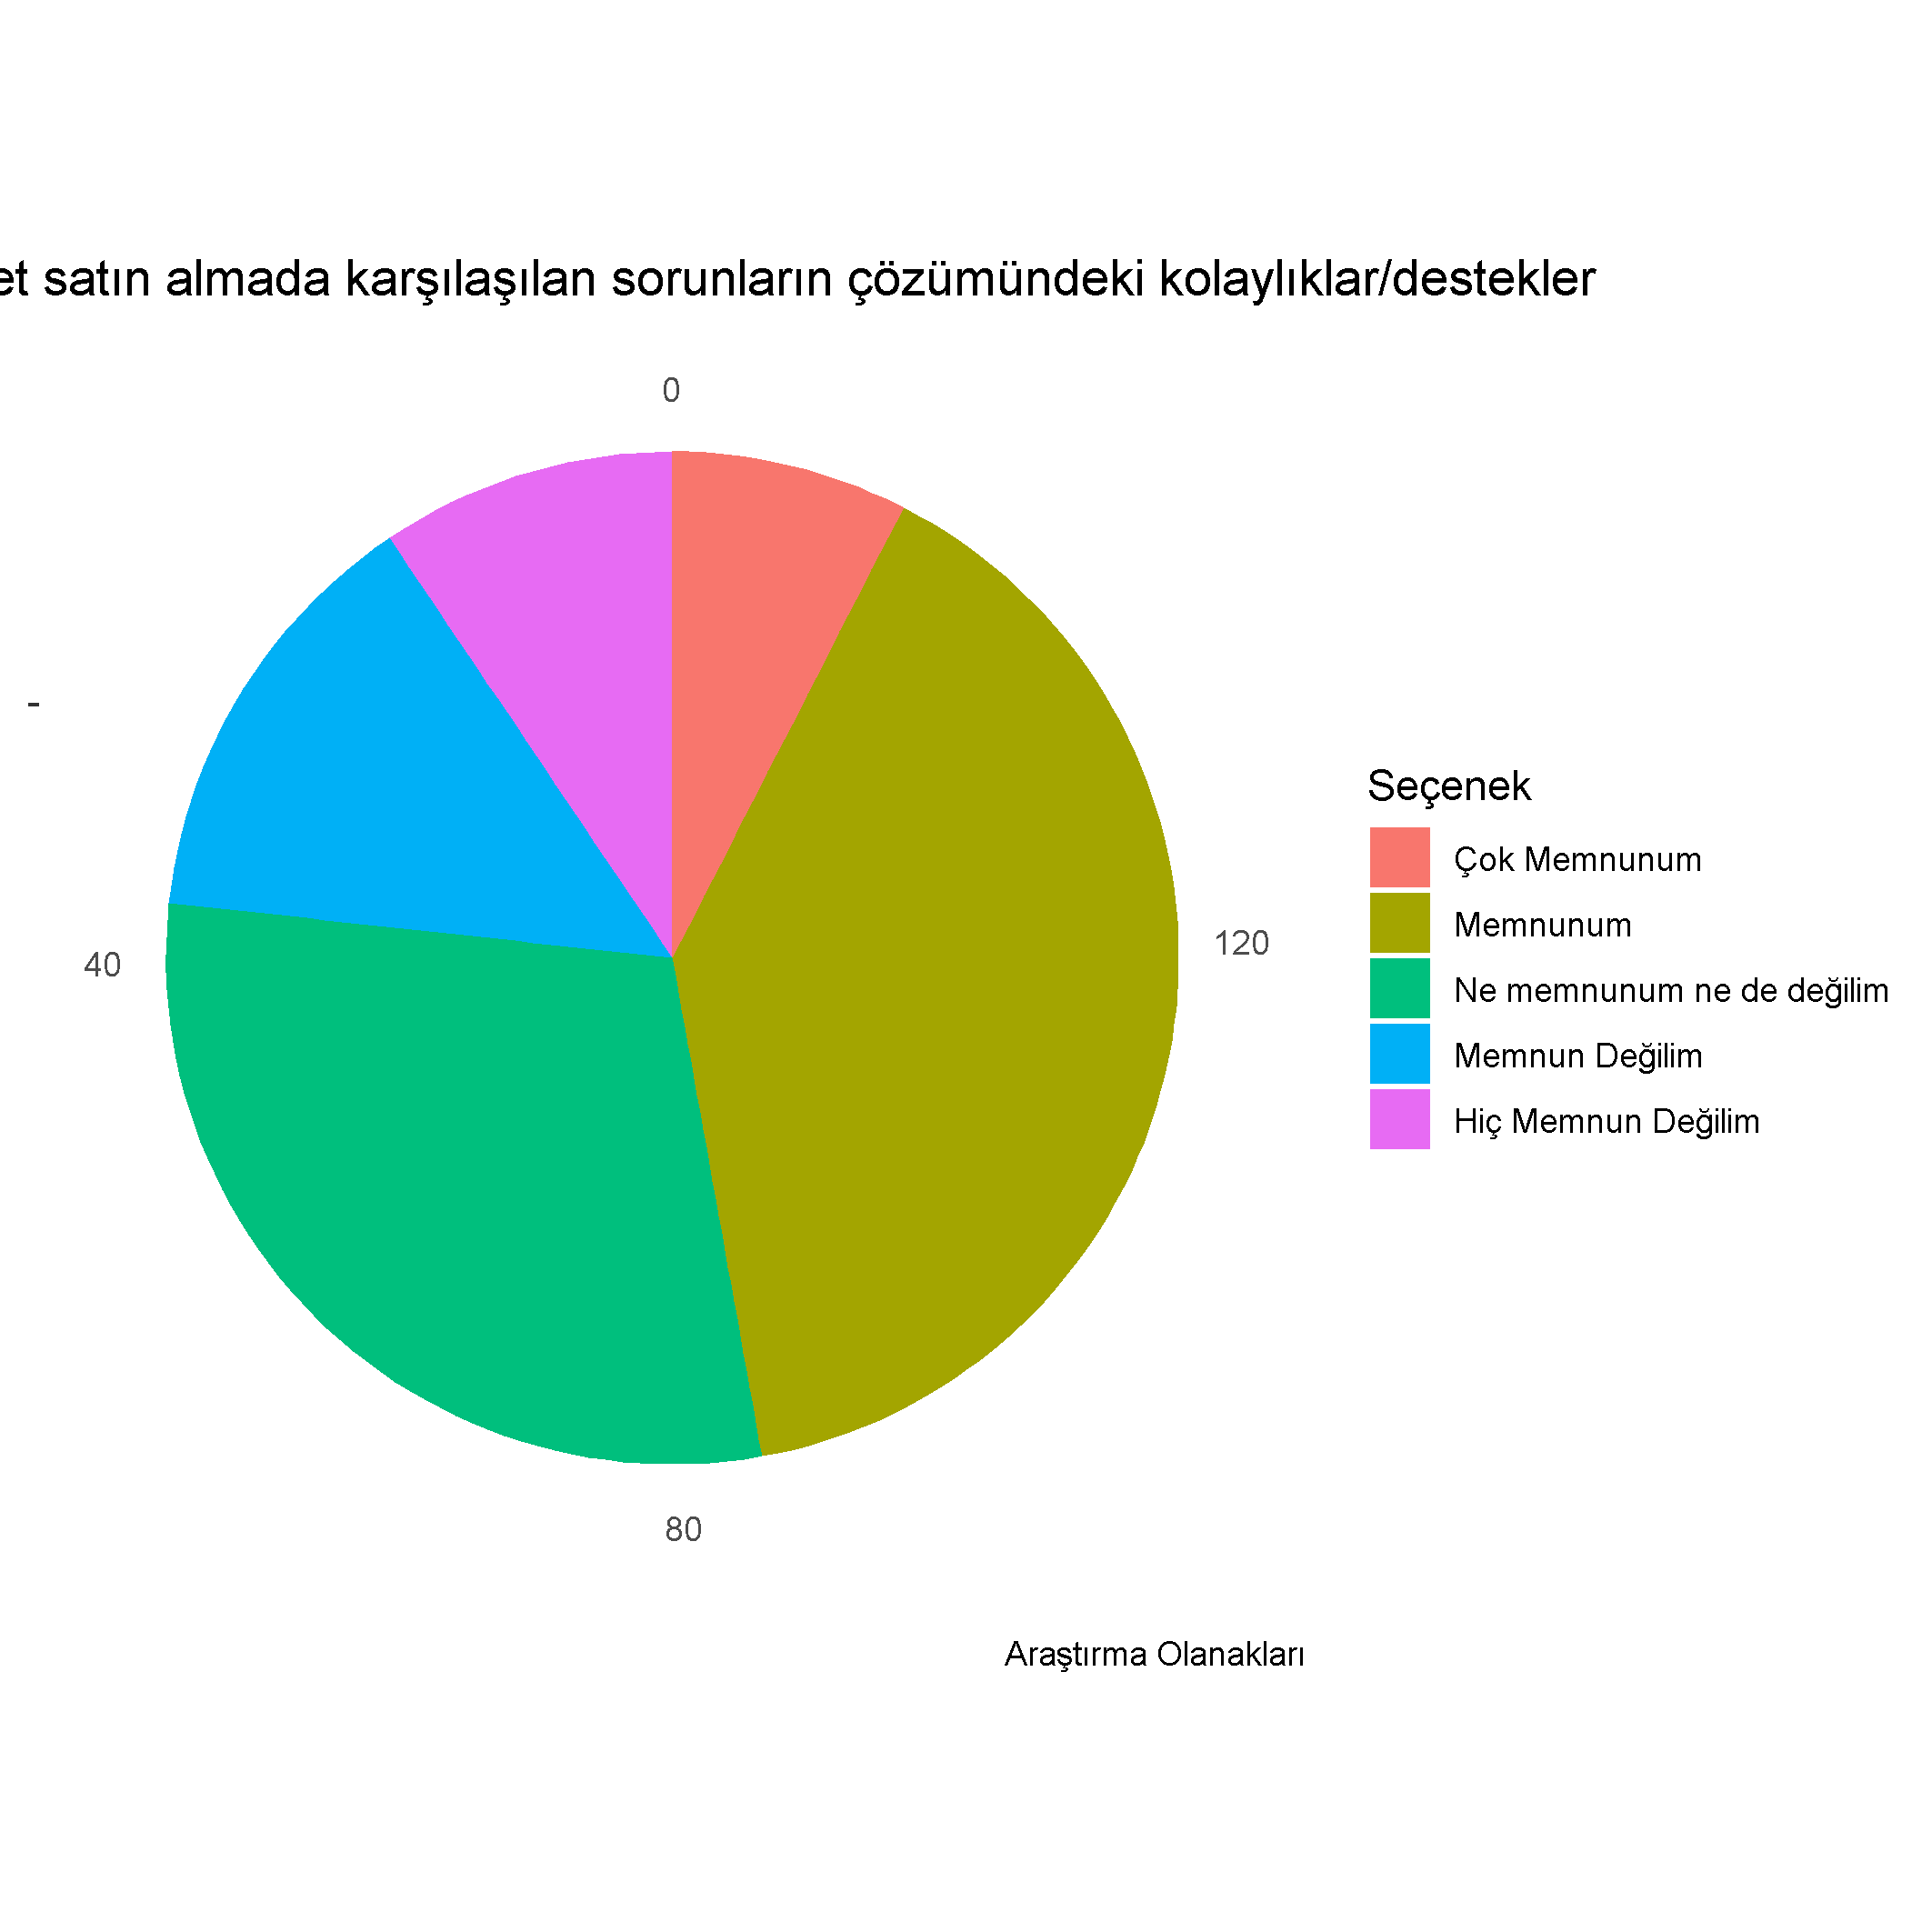 satın almada karşılaşılan sorunların çözümündeki kolaylıklar/destekler
0
-
120
40
80
Seçenek
Çok Memnunum
Memnunum
Ne memnunum ne de değilim
Memnun Değilim
Hiç Memnun Değilim
Araştırma Olanakları